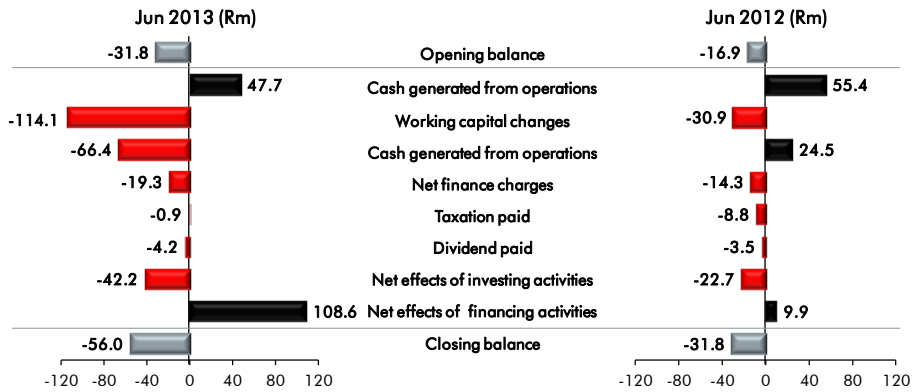 Jun 2013 (Rm) Jun 2012 (Rm)
-31.8 Opening balance -16.9
47.7 Cash generated from operations 55.4
-114.1 Working capital changes -30.9
-66.4 Cash generated from operations 24.5
-19.3 Net finance charges -14.3
-0.9 Taxation paid -8.8
-4.2 Dividend paid -3.5
-42.2 Net effects of investing activities -22.7
108.6 Net effects of financing activities 9.9
-56.0 Closing balance -31.8
-120 -80 -40 0 40 80 120 -120 -80 -40 0 40 80 120